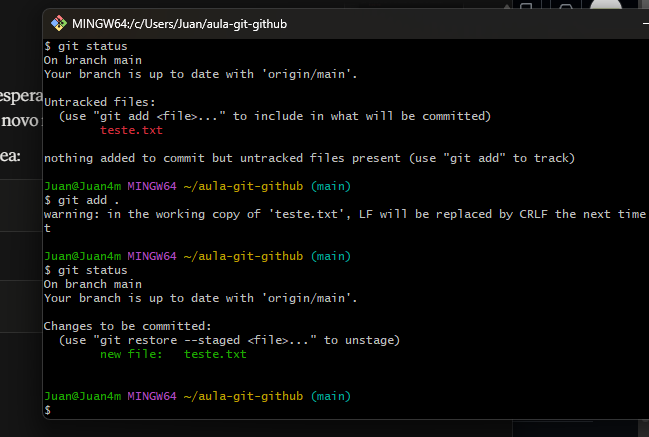 MINGW64:/c/Users/Juan/aula-git-github
$ git status
On branch main
Your branch is up to date with 'origin/main'.
Untracked files:
(use "git add <file>..." to include in what will be committed)
teste.txt
nothing added to commit but untracked files present (use "git add" to track)
Juan@Juan4m MINGW64 ~/aula-git-github (main)
$ git add .
warning: in the working copy of 'teste.txt', LF will be replaced by CRLF the next time
t
Juan@Juan4m MINGW64 ~/aula-git-github (main)
$ git status
On branch main
Your branch is up to date with 'origin/main'.
Changes to be committed:
(use "git restore --staged <file>..." to unstage)
new file:   teste.txt
Juan@Juan4m MINGW64 ~/aula-git-github (main)
$
espera
novo
ea: